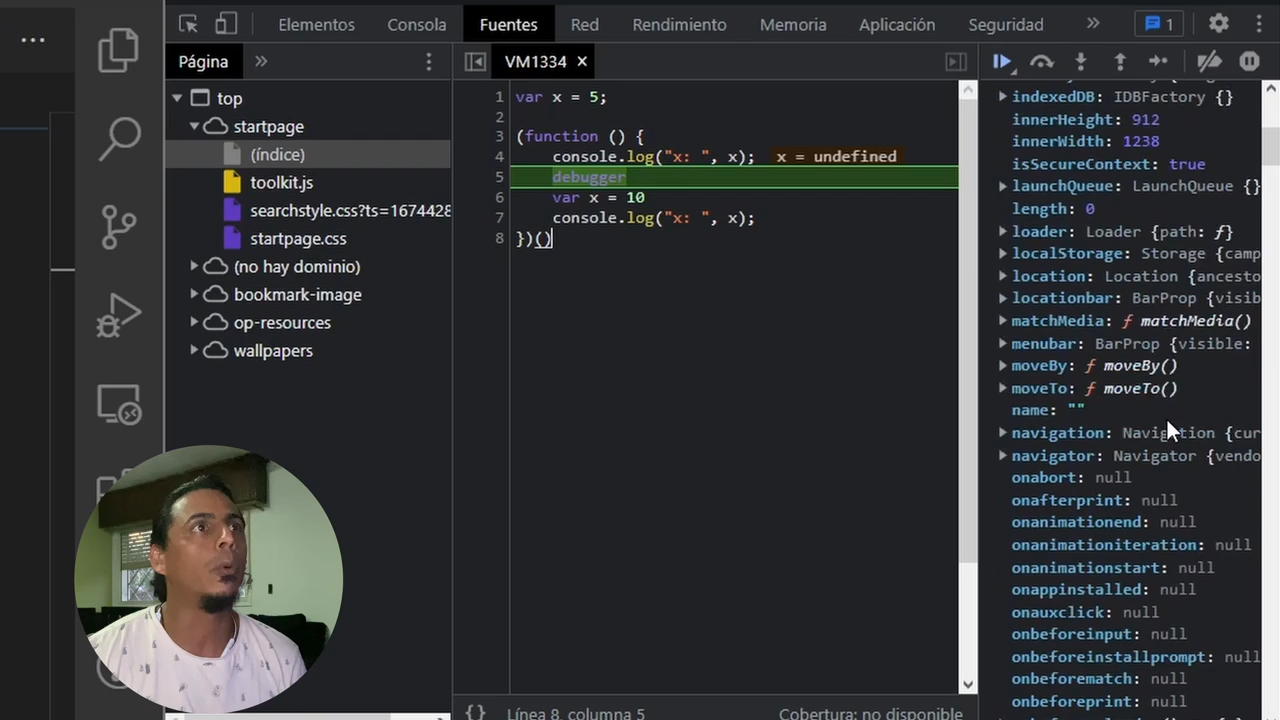 Elementos Consola Fuentes Red Rendimiento Memoria Aplicación Seguridad » 1
Página »
VM1334 ×
top
startpage
(índice)
toolkit.js
searchstyle.css?ts=1674428
startpage.css
(no hay dominio)
bookmark-image
op-resources
wallpapers
1 var x = 5;
2
3 (function () {
4 console.log("x: ", x); x = undefined
5 debugger
6 var x = 10
7 console.log("x: ", x);
8 })()
{} Línea 8, columna 5 Cobertura: no disponible
indexedDB: IDBFactory {}
innerHeight: 912
innerWidth: 1238
isSecureContext: true
launchQueue: LaunchQueue {}
length: 0
loader: Loader {path: ƒ}
localStorage: Storage {camp
location: Location {ancesto
locationbar: BarProp {visib
matchMedia: ƒ matchMedia()
menubar: BarProp {visible:
moveBy: ƒ moveBy()
moveTo: ƒ moveTo()
name: ""
navigation: Navigation {cur
navigator: Navigator {vendo
onabort: null
onafterprint: null
onanimationend: null
onanimationiteration: null
onanimationstart: null
onappinstalled: null
onauxclick: null
onbeforeinput: null
onbeforeinstallprompt: null
onbeforematch: null
onbeforeprint: null